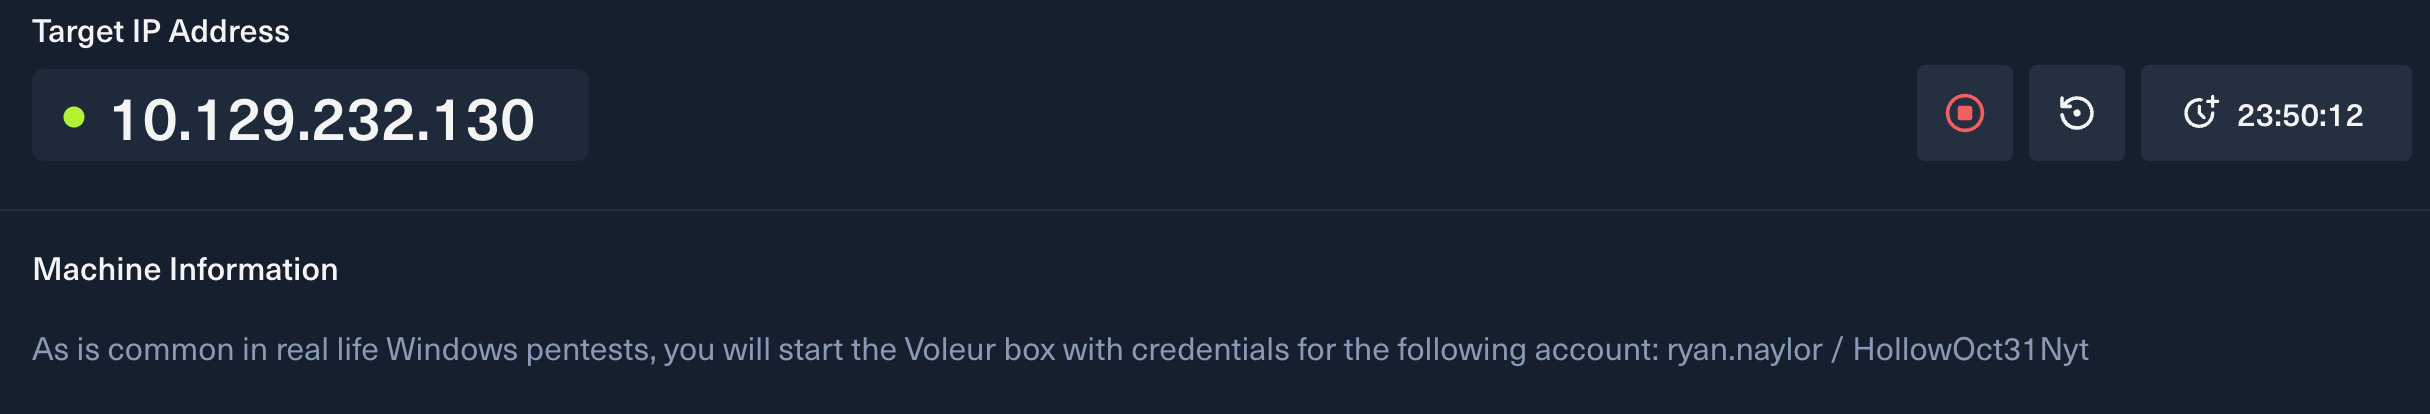 Target IP Address
10.129.232.130
23:50:12
Machine Information
As is common in real life Windows pentests, you will start the Voleur box with credentials for the following account: ryan.naylor / HollowOct31Nyt